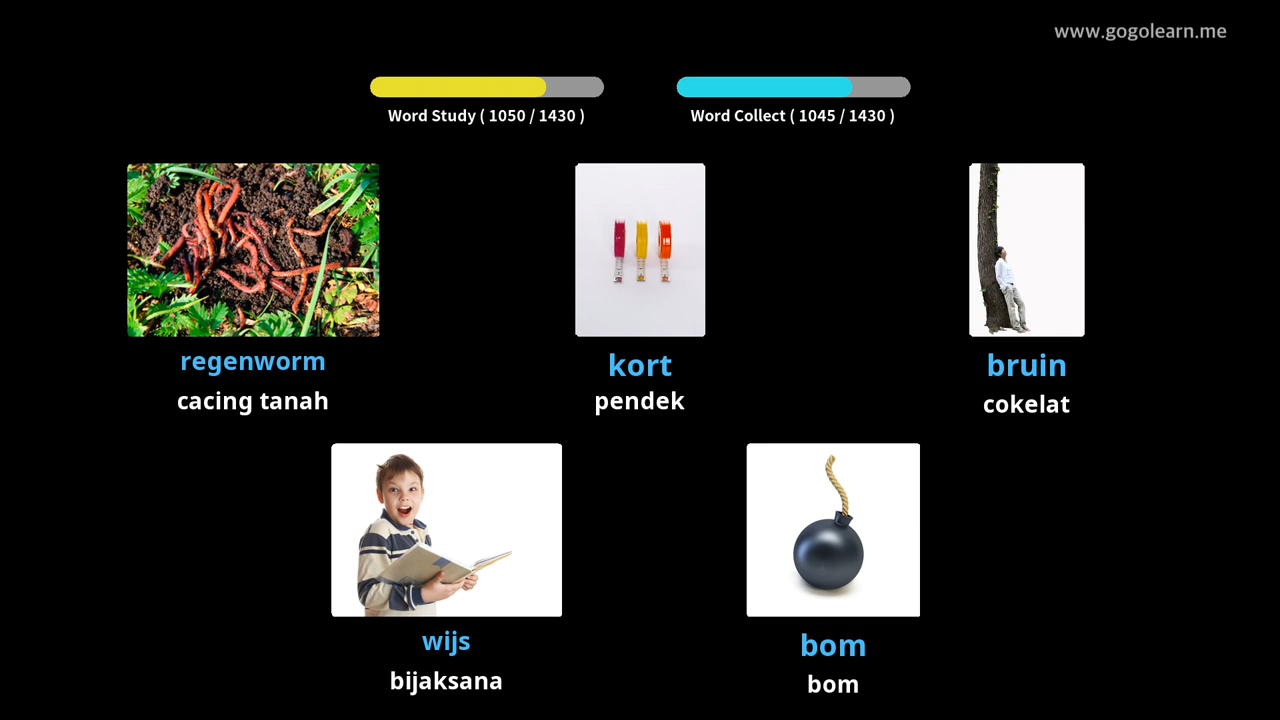 www.gogolearn.me
Word Study ( 1050 / 1430 )
Word Collect ( 1045 / 1430 )
regenworm
cacing tanah
kort
pendek
bruin
cokelat
wijs
bijaksana
bom
bom